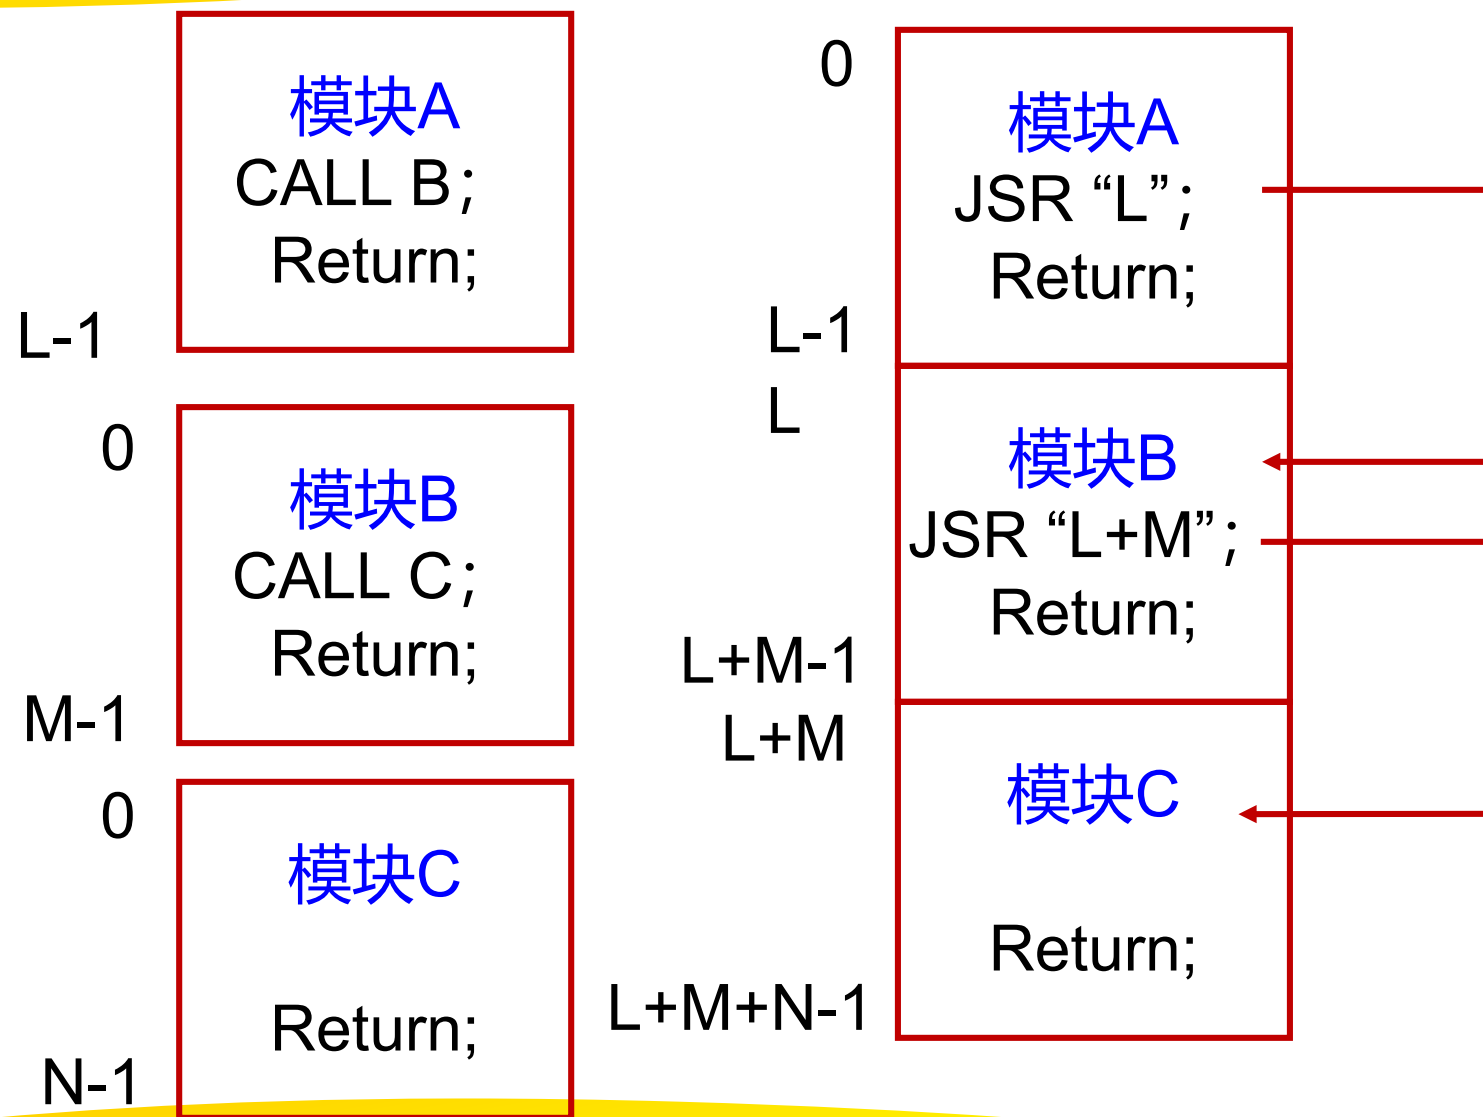 模块A
CALL B;
Return;
L-1
0
模块B
CALL C;
Return;
M-1
0
模块C
Return;
N-1
0
模块A
JSR “L”;
Return;
L-1
L
模块B
JSR “L+M”;
Return;
L+M-1
L+M
模块C
Return;
L+M+N-1